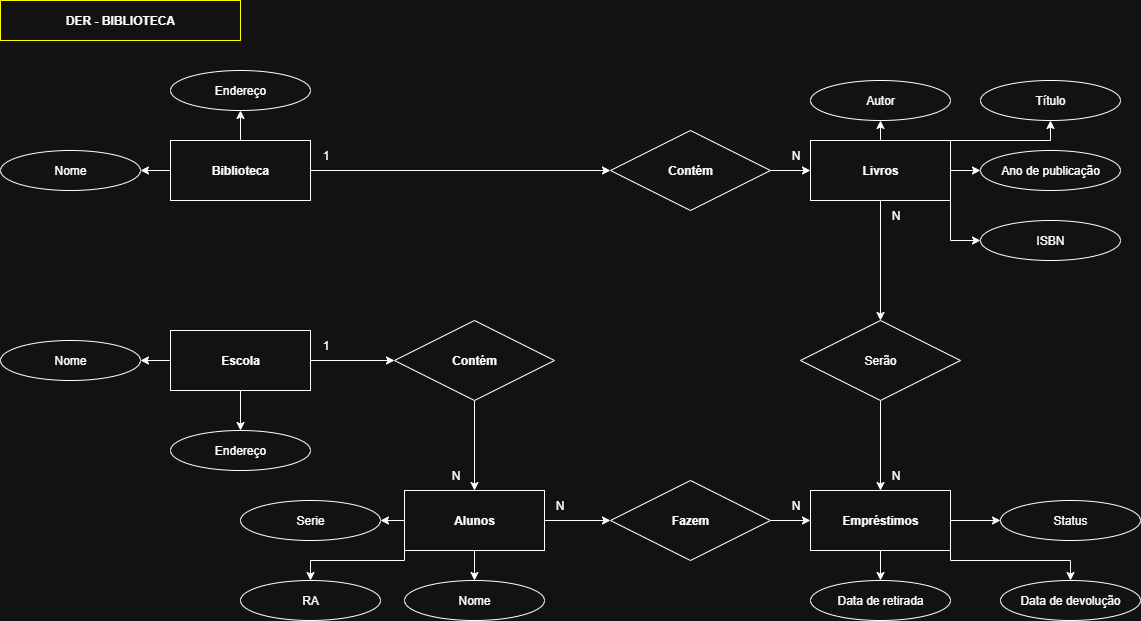 DER - BIBLIOTECA
Endereço
Autor
Título
Nome
Biblioteca
1
Contém
N
Livros
Ano de publicação
N
ISBN
Nome
Escola
1
Contém
Serão
Endereço
N
N
Serie
Alunos
N
Fazem
N
Empréstimos
Status
RA
Nome
Data de retirada
Data de devolução